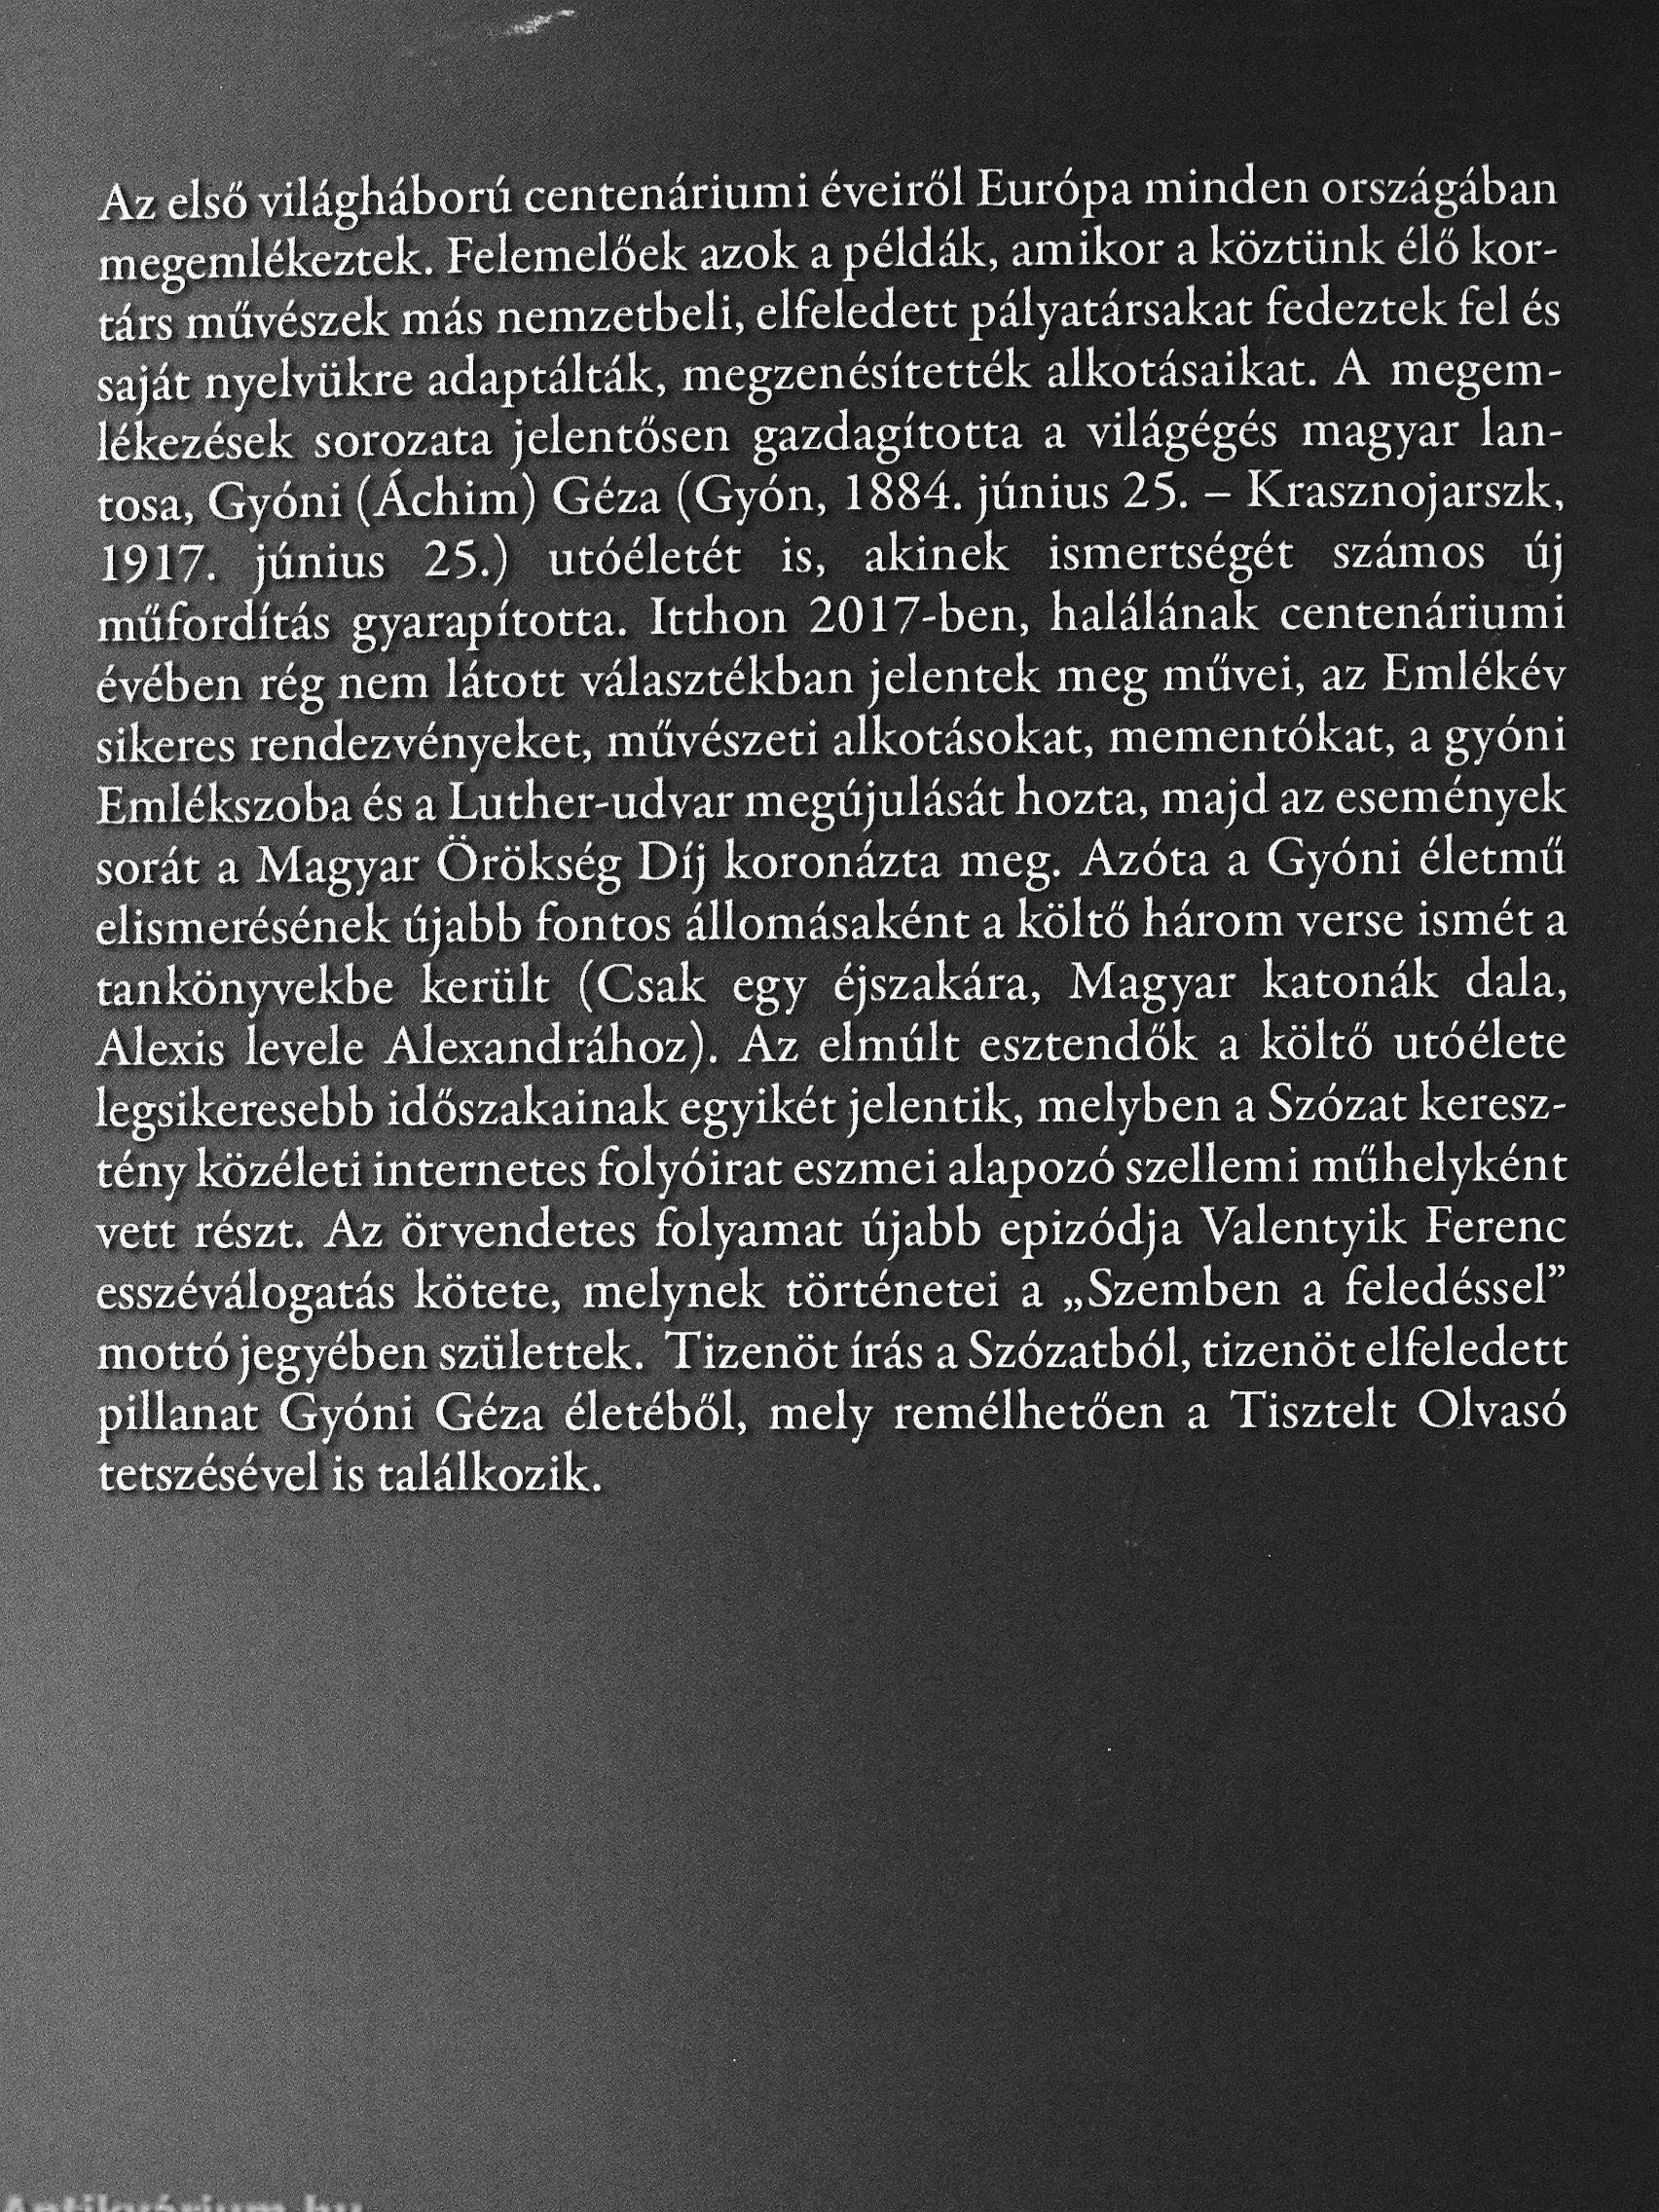 Az első világháború centenáriumi éveiről Európa minden országában
megemlékeztek. Felemelőek azok a példák, amikor a köztünk élő kor-
társ művészek más nemzetbeli, elfeledett pályatársakat fedeztek fel és
saját nyelvükre adaptálták, megzenésítették alkotásaikat. A megem-
lékezések sorozata jelentősen gazdagította a világégés magyar lan-
tosa, Gyóni (Áchim) Géza (Gyón, 1884. június 25. – Krasznojarszk,
1917. június 25.) utóéletét is, akinek ismertségét számos új
műfordítás gyarapította. Itthon 2017-ben, halálának centenáriumi
évében rég nem látott választékban jelentek meg művei, az Emlékév
sikeres rendezvényeket, művészeti alkotásokat, mementókat, a gyóni
Emlékszoba és a Luther-udvar megújulását hozta, majd az események
sorát a Magyar Örökség Díj koronázta meg. Azóta a Gyóni életmű
elismerésének újabb fontos állomásaként a költő három verse ismét a
tankönyvekbe került (Csak egy éjszakára, Magyar katonák dala,
Alexis levele Alexandrához). Az elmúlt esztendők a költő utóélete
legsikeresebb időszakainak egyikét jelentik, melyben a Szózat keresz-
tény közéleti internetes folyóirat eszmei alapozó szellemi műhelyként
vett részt. Az örvendetes folyamat újabb epizódja Valentyik Ferenc
esszéválogatás kötete, melynek történetei a „Szemben a feledéssel”
mottó jegyében születtek. Tizenöt írás a Szózatból, tizenöt elfeledett
pillanat Gyóni Géza életéből, mely remélhetően a Tisztelt Olvasó
tetszésével is találkozik.
Antikvárium.hu